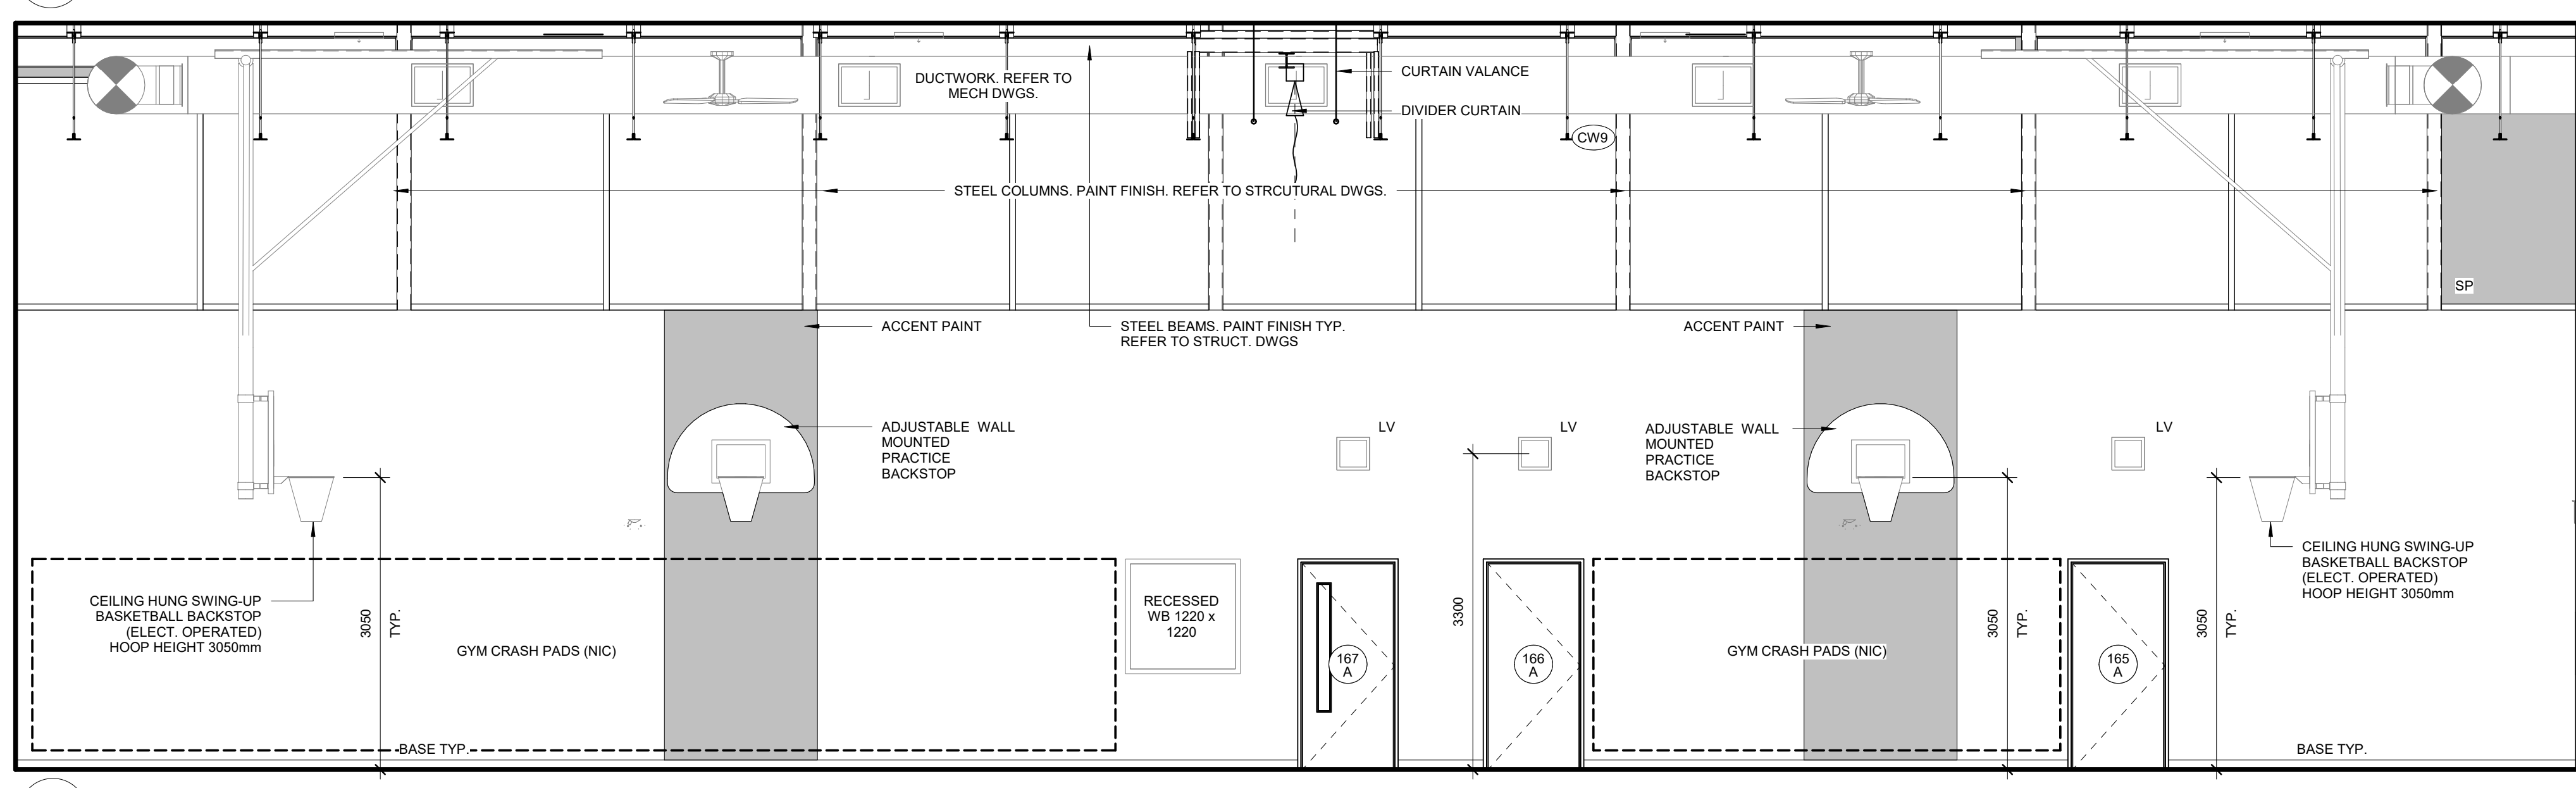 DUCTWORK. REFER TO
MECH DWGS.
CURTAIN VALANCE
DIVIDER CURTAIN
CW9
STEEL COLUMNS. PAINT FINISH. REFER TO STRCUTURAL DWGS.
SP
ACCENT PAINT
STEEL BEAMS. PAINT FINISH TYP.
REFER TO STRUCT. DWGS
ACCENT PAINT
ADJUSTABLE WALL
MOUNTED
PRACTICE
BACKSTOP
LV
LV
ADJUSTABLE WALL
MOUNTED
PRACTICE
BACKSTOP
LV
CEILING HUNG SWING-UP
BASKETBALL BACKSTOP
(ELECT. OPERATED)
HOOP HEIGHT 3050mm
3050
TYP.
GYM CRASH PADS (NIC)
RECESSED
WB 1220 x
1220
167
A
3300
166
A
GYM CRASH PADS (NIC)
3050
TYP.
165
A
3050
TYP.
CEILING HUNG SWING-UP
BASKETBALL BACKSTOP
(ELECT. OPERATED)
HOOP HEIGHT 3050mm
BASE TYP.
BASE TYP.